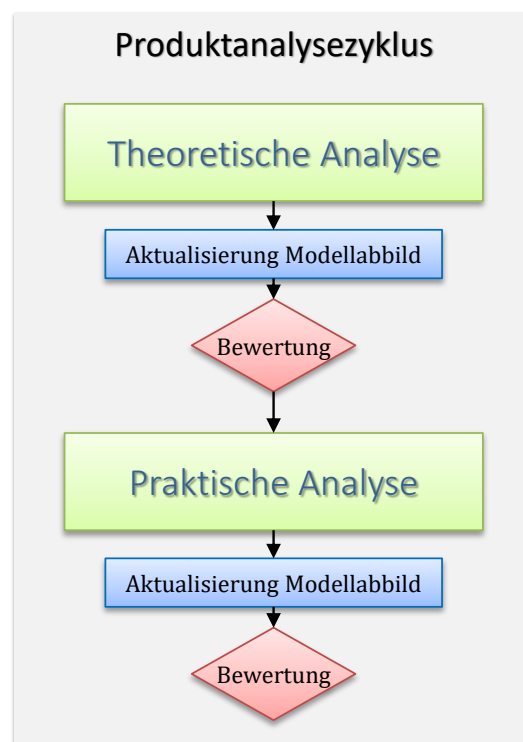 Produktanalysezyklus
Theoretische Analyse
Aktualisierung Modellabbild
Bewertung
Praktische Analyse
Aktualisierung Modellabbild
Bewertung